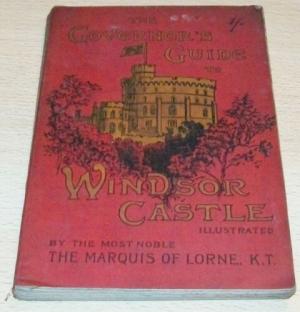 1/-
THE
GOVERNOR'S
GUIDE
TO
WINDSOR
CASTLE
ILLUSTRATED
BY THE MOST NOBLE
THE MARQUIS OF LORNE, K.T.